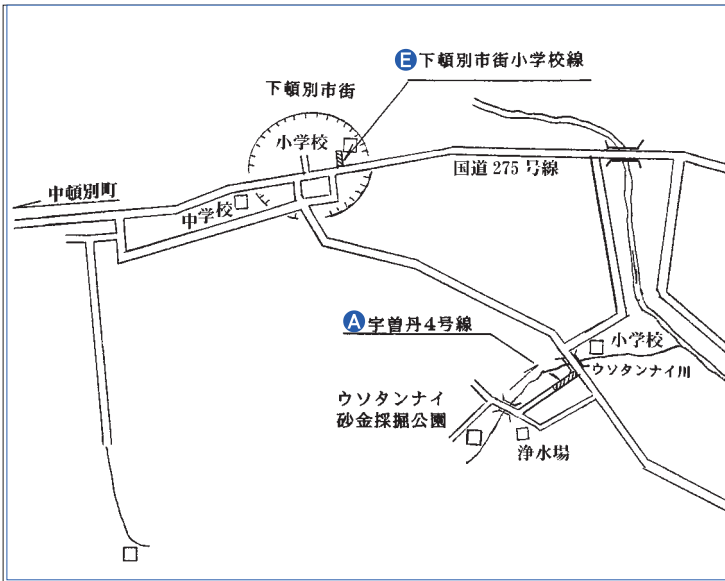 E 下頓別市街小学校線
下頓別市街
小学校
国道 275 号線
中頓別町
中学校
A 宇曽丹4号線
小学校
ウソタンナイ川
ウソタンナイ
砂金採掘公園
浄水場